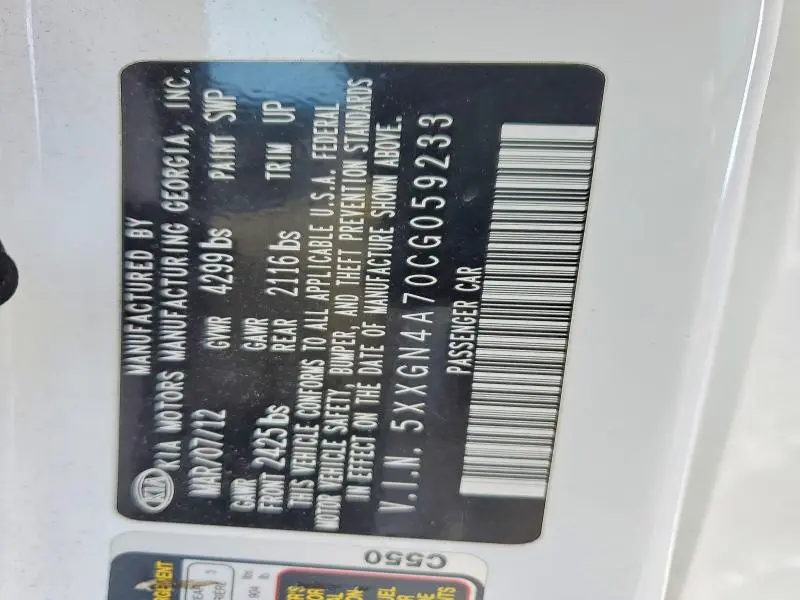 MANUFACTURED BY
KIA KIA MOTORS MANUFACTURING GEORGIA, INC.
MAR/07/12 GVWR 4299lbs PAINT SWP
GAWR GAWR
FRONT 2425lbs REAR 2116lbs TRIM UP
THIS VEHICLE CONFORMS TO ALL APPLICABLE U.S.A. FEDERAL
MOTOR VEHICLE SAFETY, BUMPER, AND THEFT PREVENTION STANDARDS
IN EFFECT ON THE DATE OF MANUFACTURE SHOWN ABOVE.
V.I.N. 5XXGN4A70CG059233
PASSENGER CAR
C550